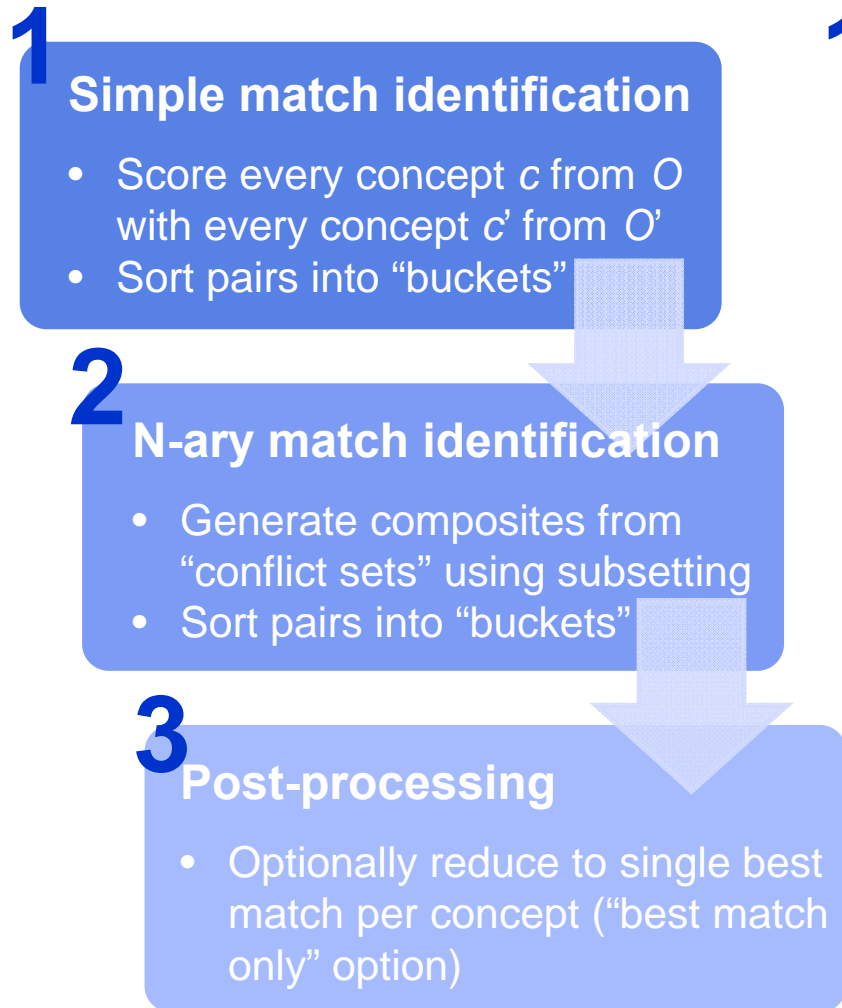 1
Simple match identification
• Score every concept c from O
with every concept c’ from O’
• Sort pairs into “buckets”
2
N-ary match identification
• Generate composites from
“conflict sets” using subsetting
• Sort pairs into “buckets”
3
Post-processing
• Optionally reduce to single best
match per concept (“best match
only” option)